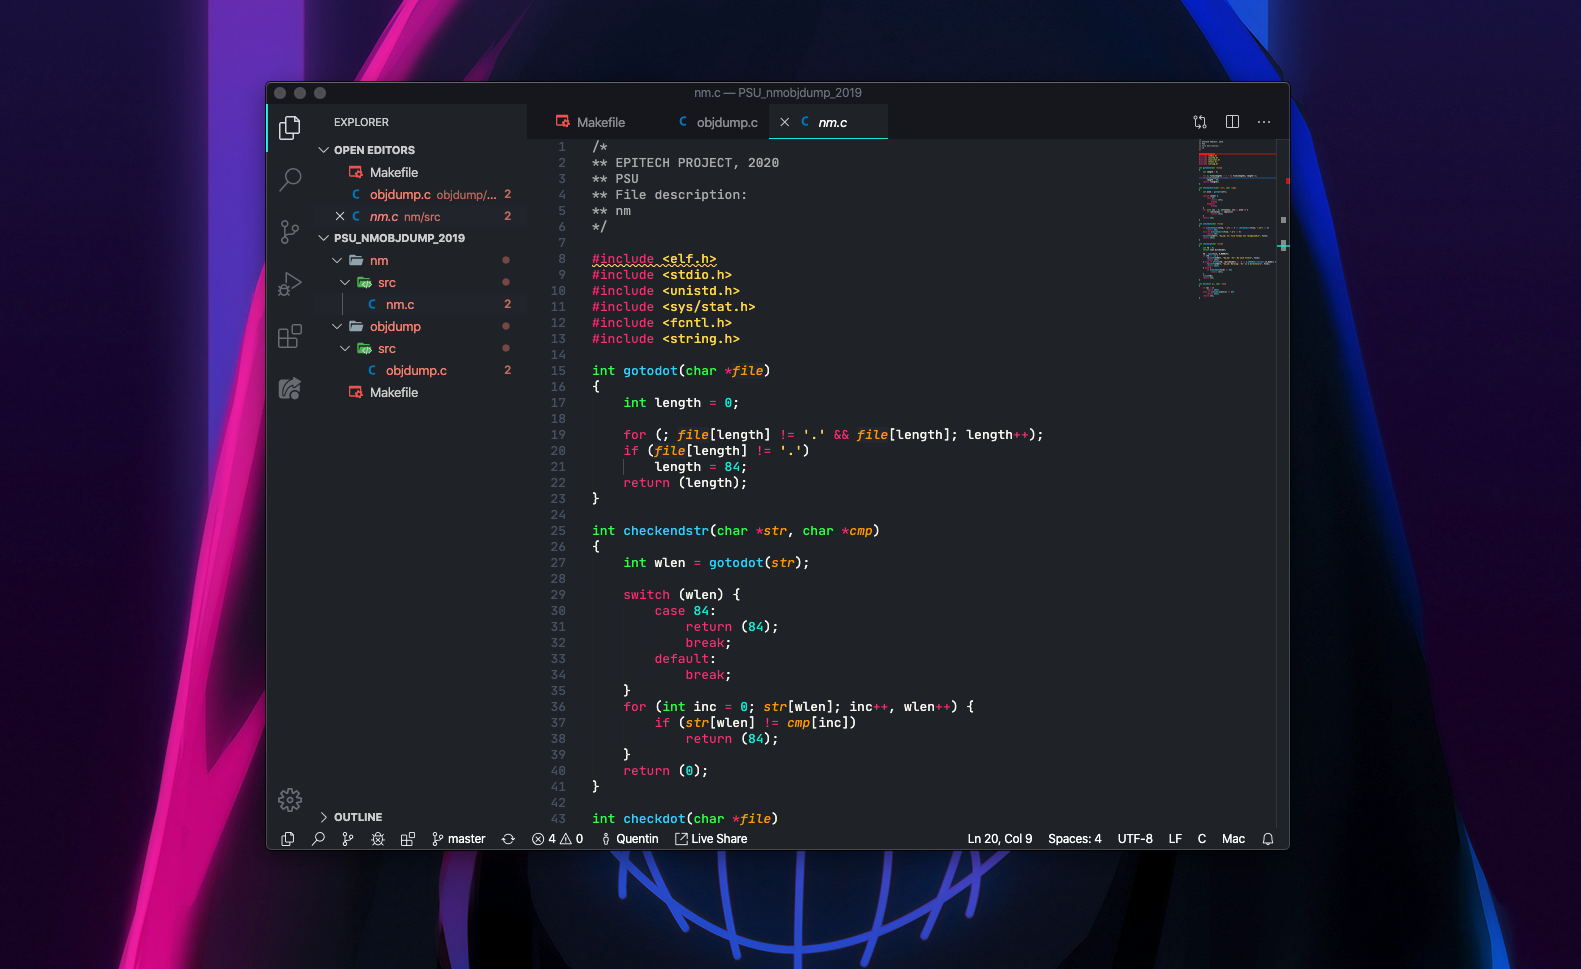 nm.c — PSU_nmobjdump_2019
EXPLORER
OPEN EDITORS
Makefile
objdump.c objdump/... 2
nm.c nm/src 2
PSU_NMOBJDUMP_2019
nm
src
nm.c 2
objdump
src
objdump.c 2
Makefile
OUTLINE
Makefile
objdump.c
nm.c
1 /*
2 ** EPITECH PROJECT, 2020
3 ** PSU
4 ** File description:
5 ** nm
6 */
7
8 #include <elf.h>
9 #include <stdio.h>
10 #include <unistd.h>
11 #include <sys/stat.h>
12 #include <fcntl.h>
13 #include <string.h>
14
15 int gotodot(char *file)
16 {
17     int length = 0;
18
19     for (; file[length] != '.' && file[length]; length++);
20     if (file[length] != '.')
21         length = 84;
22     return (length);
23 }
24
25 int checkendstr(char *str, char *cmp)
26 {
27     int wlen = gotodot(str);
28
29     switch (wlen) {
30         case 84:
31             return (84);
32             break;
33         default:
34             break;
35     }
36     for (int inc = 0; str[wlen]; inc++, wlen++) {
37         if (str[wlen] != cmp[inc])
38             return (84);
39     }
40     return (0);
41 }
42
43 int checkdot(char *file)
master 4 0 Quentin Live Share Ln 20, Col 9 Spaces: 4 UTF-8 LF C Mac